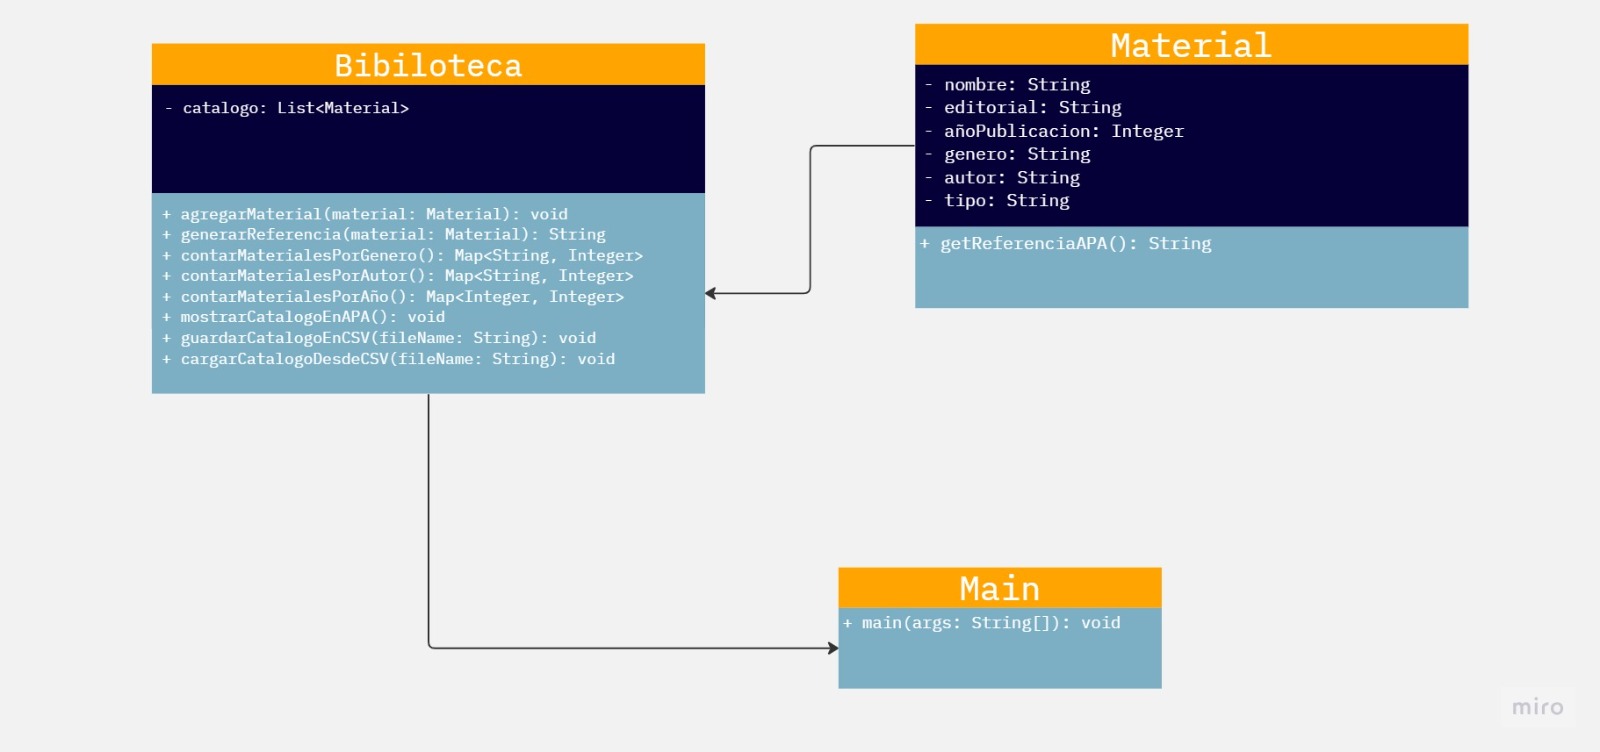 Bibiloteca
- catalogo: List<Material>
+ agregarMaterial(material: Material): void
+ generarReferencia(material: Material): String
+ contarMaterialesPorGenero(): Map<String, Integer>
+ contarMaterialesPorAutor(): Map<String, Integer>
+ contarMaterialesPorAño(): Map<Integer, Integer>
+ mostrarCatalogoEnAPA(): void
+ guardarCatalogoEnCSV(fileName: String): void
+ cargarCatalogoDesdeCSV(fileName: String): void
Material
- nombre: String
- editorial: String
- añoPublicacion: Integer
- genero: String
- autor: String
- tipo: String
+ getReferenciaAPA(): String
Main
+ main(args: String[]): void
miro